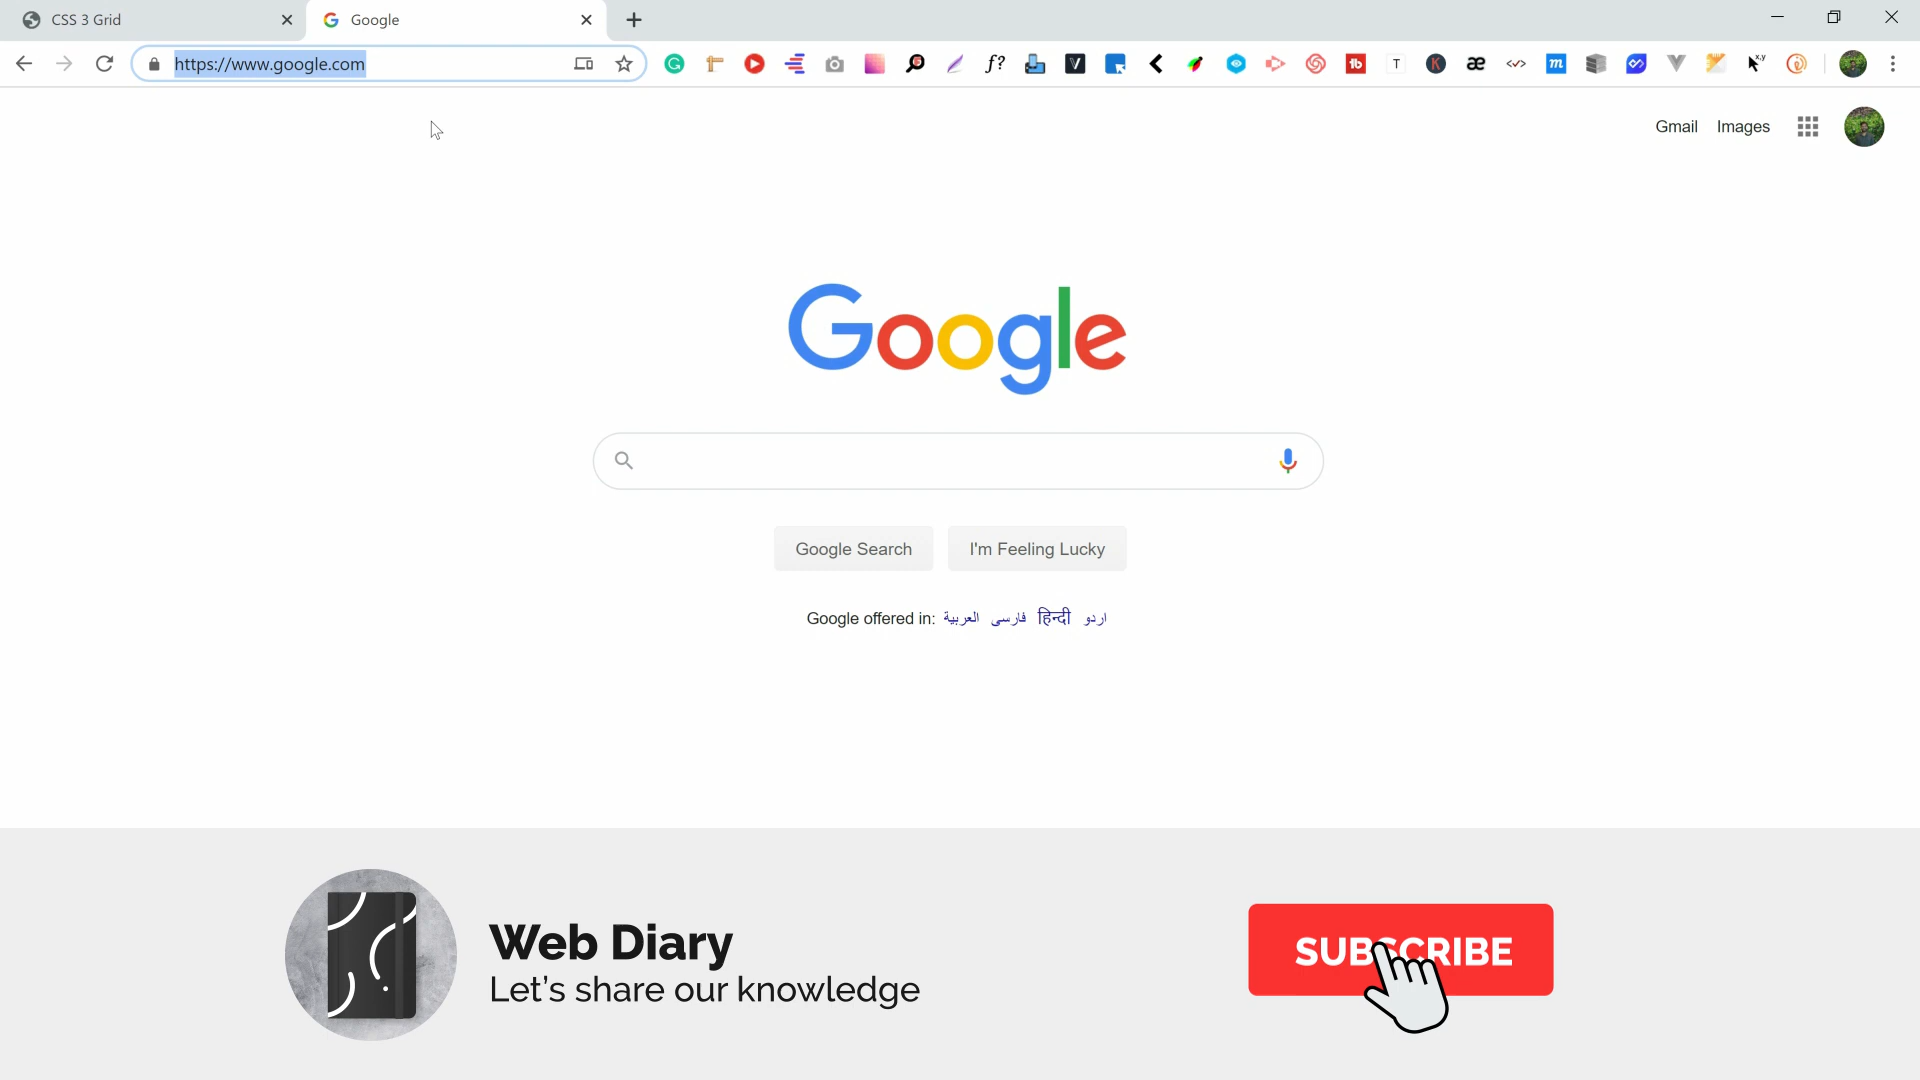 CSS 3 Grid
Google
https://www.google.com
Gmail Images
Google
Google Search I'm Feeling Lucky
Google offered in: العربية فارسی हिन्दी اردو
Web Diary
Let's share our knowledge
SUBSCRIBE